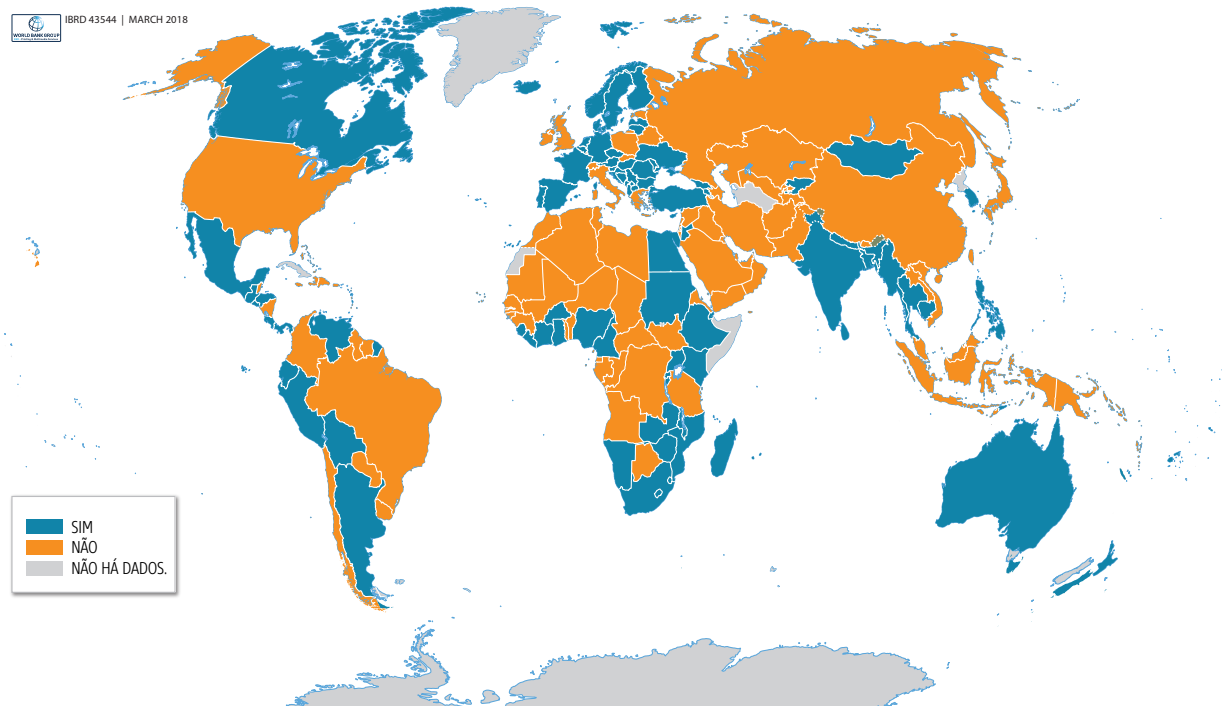 IBRD 43544 | MARCH 2018
WORLD BANK GROUP
SIM
NÃO
NÃO HÁ DADOS.